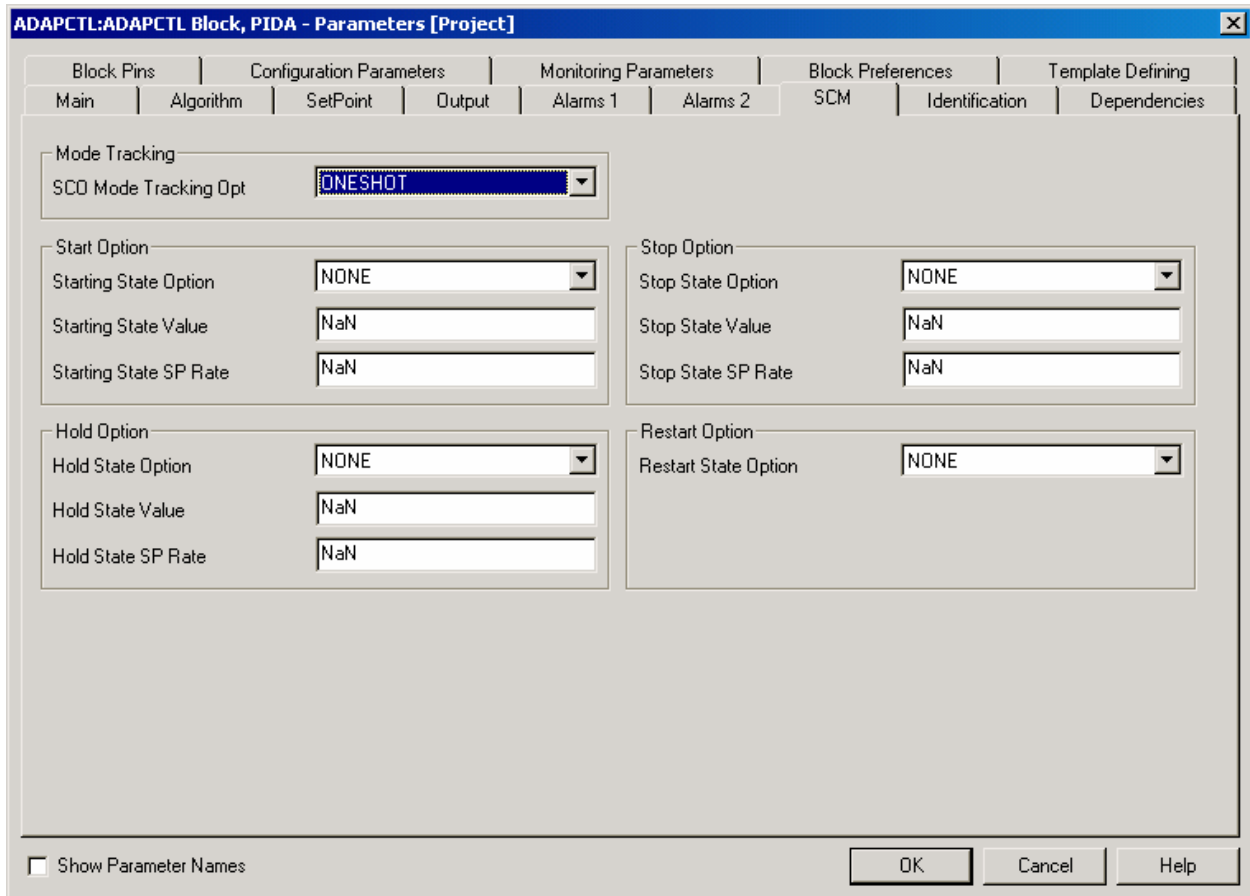 ADAPCTL:ADAPCTL Block, PIDA - Parameters [Project]
Block Pins Configuration Parameters Monitoring Parameters Block Preferences Template Defining
Main Algorithm SetPoint Output Alarms 1 Alarms 2 SCM Identification Dependencies
Mode Tracking
SCO Mode Tracking Opt ONESHOT
Start Option
Starting State Option NONE
Starting State Value NaN
Starting State SP Rate NaN
Stop Option
Stop State Option NONE
Stop State Value NaN
Stop State SP Rate NaN
Hold Option
Hold State Option NONE
Hold State Value NaN
Hold State SP Rate NaN
Restart Option
Restart State Option NONE
Show Parameter Names OK Cancel Help